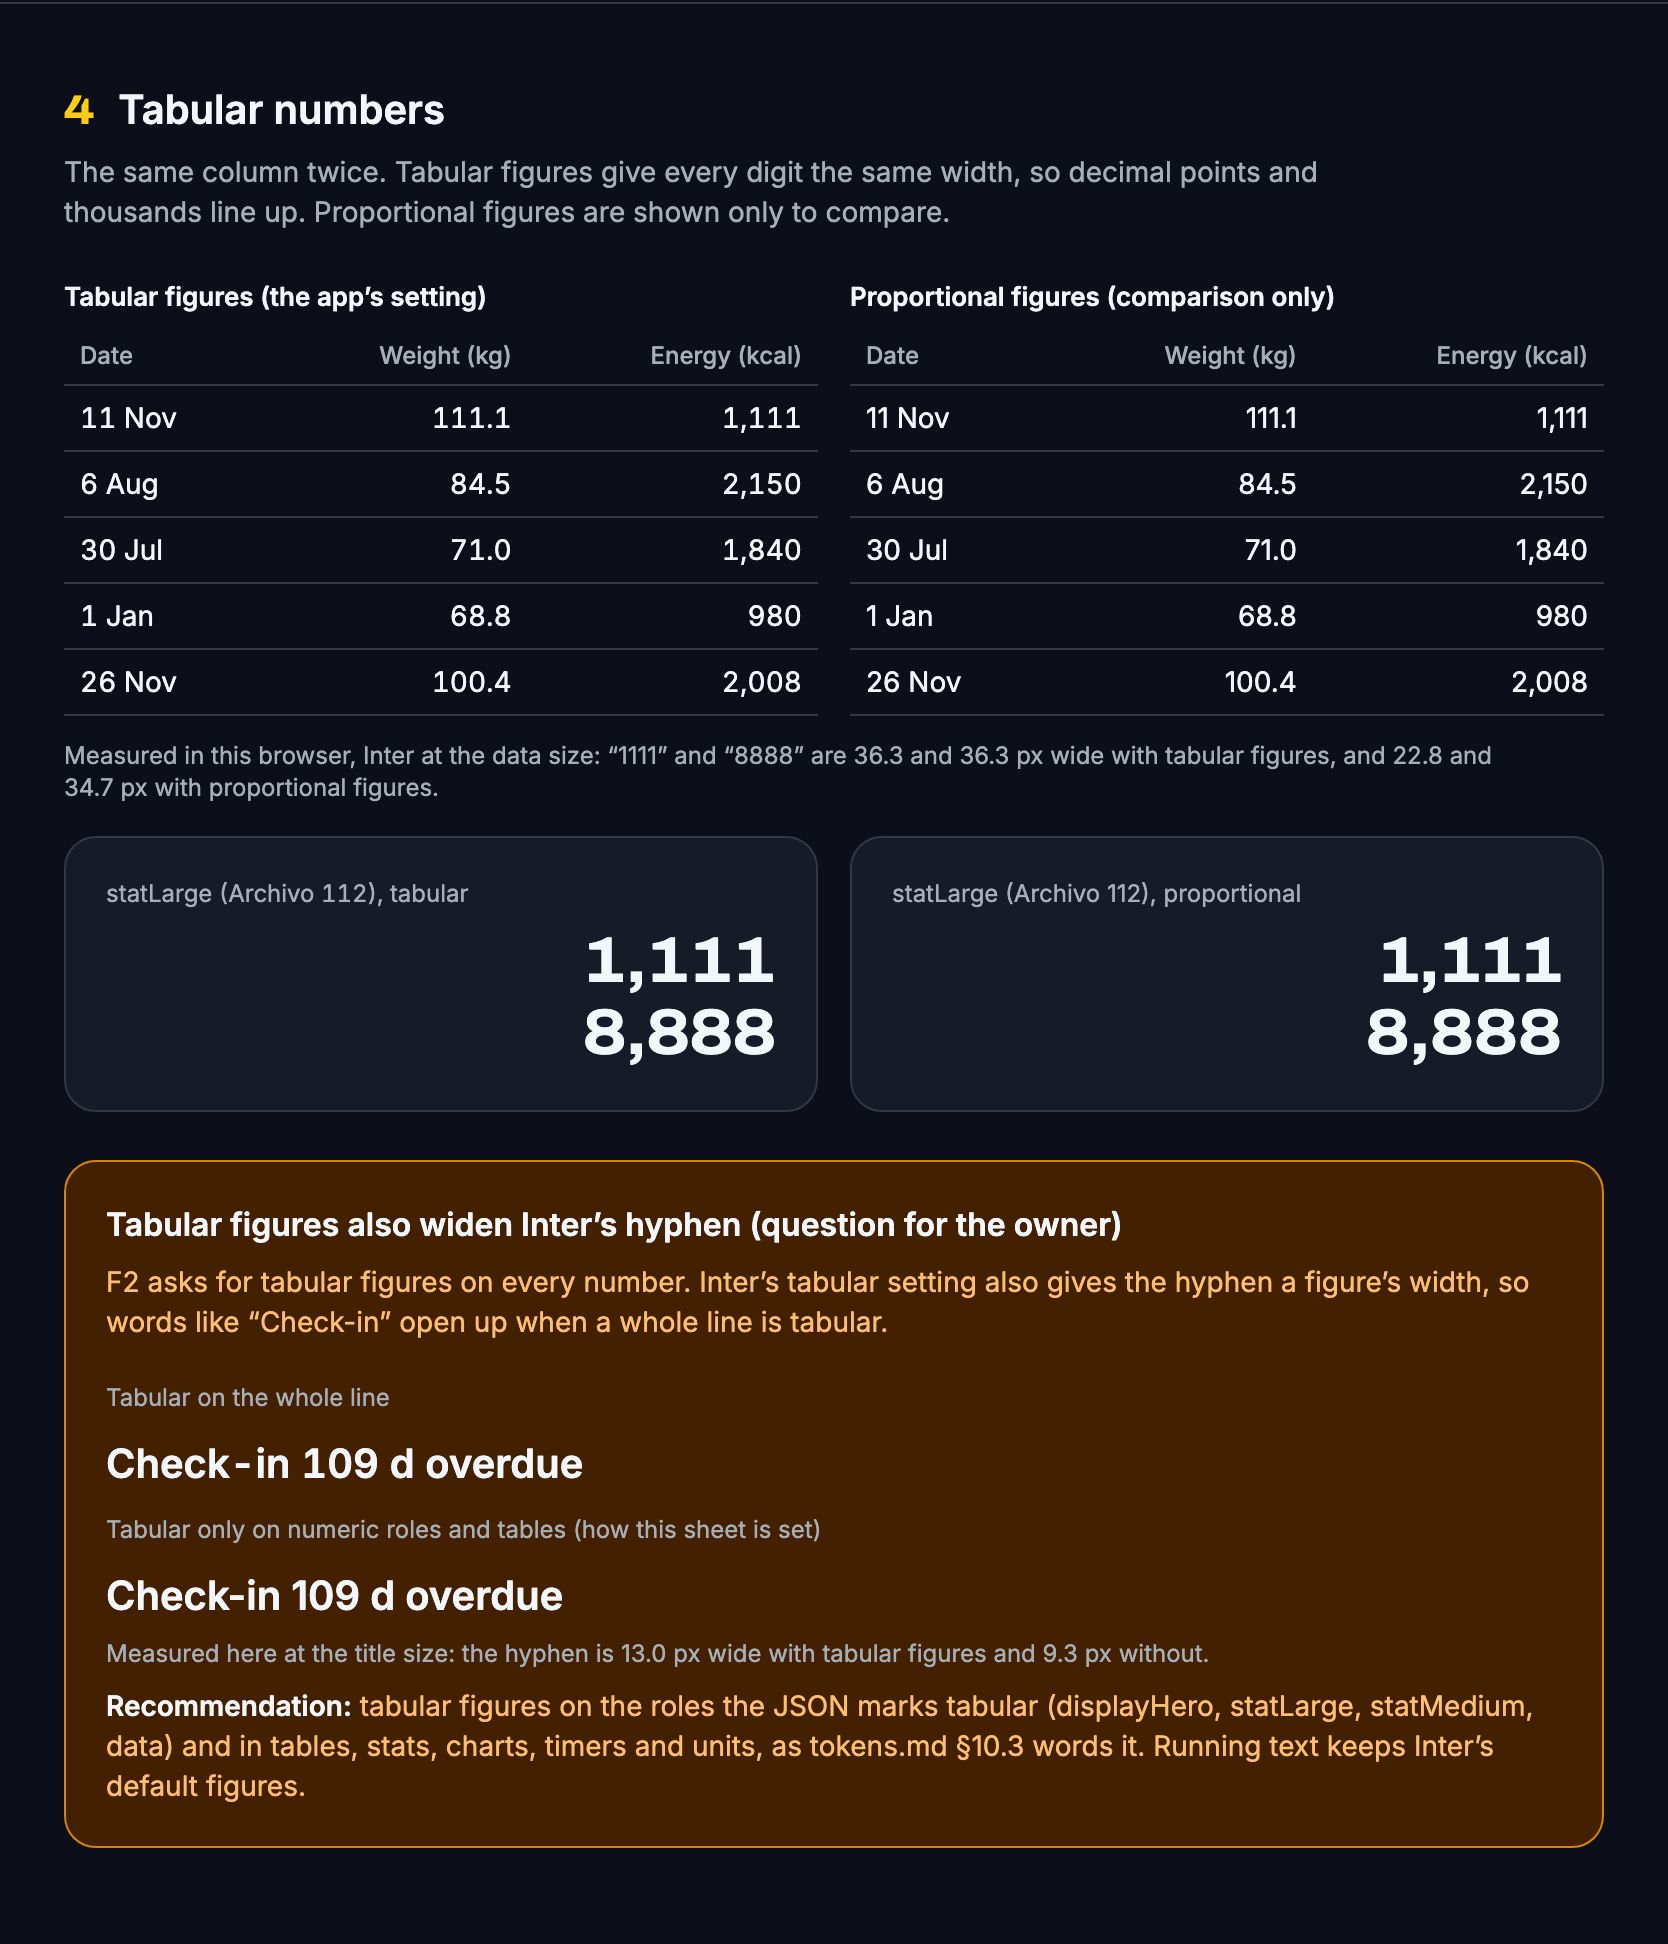 4 Tabular numbers
The same column twice. Tabular figures give every digit the same width, so decimal points and
thousands line up. Proportional figures are shown only to compare.
Tabular figures (the app’s setting)
Date Weight (kg) Energy (kcal)
11 Nov 111.1 1,111
6 Aug 84.5 2,150
30 Jul 71.0 1,840
1 Jan 68.8 980
26 Nov 100.4 2,008
Proportional figures (comparison only)
Date Weight (kg) Energy (kcal)
11 Nov 111.1 1,111
6 Aug 84.5 2,150
30 Jul 71.0 1,840
1 Jan 68.8 980
26 Nov 100.4 2,008
Measured in this browser, Inter at the data size: “1111” and “8888” are 36.3 and 36.3 px wide with tabular figures, and 22.8 and
34.7 px with proportional figures.
statLarge (Archivo 112), tabular
1,111
8,888
statLarge (Archivo 112), proportional
1,111
8,888
Tabular figures also widen Inter’s hyphen (question for the owner)
F2 asks for tabular figures on every number. Inter’s tabular setting also gives the hyphen a figure’s width, so
words like “Check-in” open up when a whole line is tabular.
Tabular on the whole line
Check-in 109 d overdue
Tabular only on numeric roles and tables (how this sheet is set)
Check-in 109 d overdue
Measured here at the title size: the hyphen is 13.0 px wide with tabular figures and 9.3 px without.
Recommendation: tabular figures on the roles the JSON marks tabular (displayHero, statLarge, statMedium,
data) and in tables, stats, charts, timers and units, as tokens.md §10.3 words it. Running text keeps Inter’s
default figures.